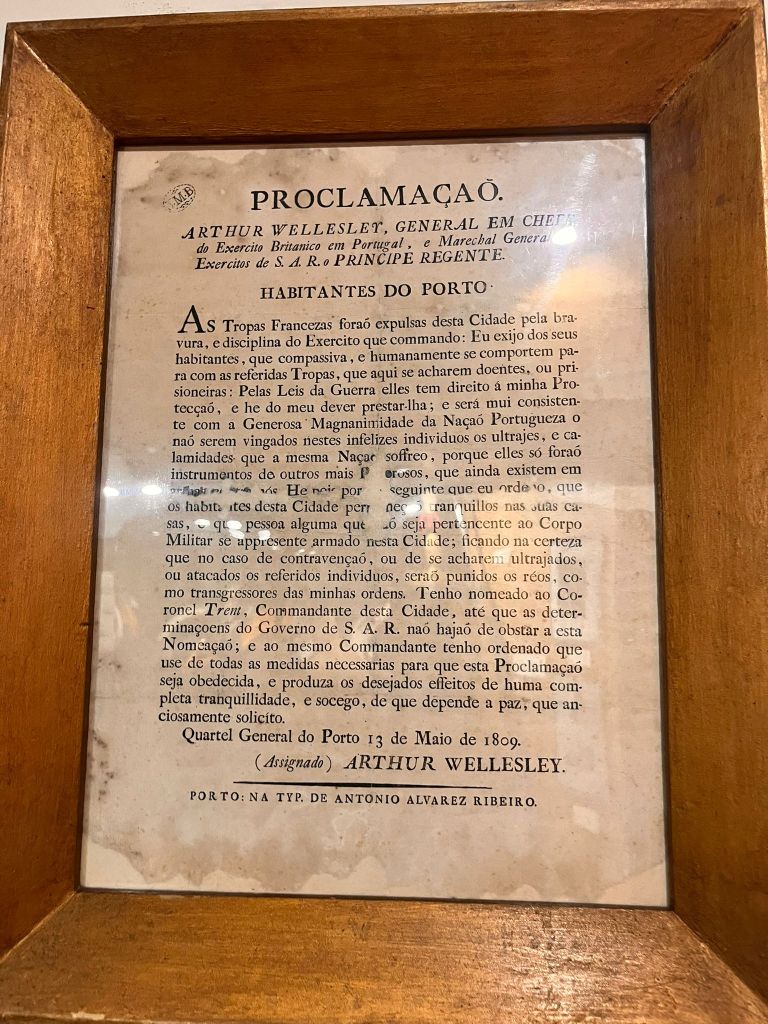 M.B
PROCLAMAÇAÕ.
ARTHUR WELLESLEY, GENERAL EM CHEFE
do Exercito Britanico em Portugal, e Marechal General
Exercitos de S. A. R. o PRINCIPE REGENTE.
HABITANTES DO PORTO.
As Tropas Francezas foraõ expulsas desta Cidade pela bra-
vura, e disciplina do Exercito que commando: Eu exijo dos seus
habitantes, que compassiva, e humanamente se comportem pa-
ra com as referidas Tropas, que aqui se acharem doentes, ou pri-
sioneiras: Pelas Leis da Guerra elles tem direito á minha Pro-
tecçaõ, e he do meu dever prestar-lha; e será mui consisten-
te com a Generosa Magnanimidade da Naçaõ Portugueza o
naõ serem vingados nestes infelizes individuos os ultrajes, e ca-
lamidades que a mesma Naçaõ soffreo, porque elles só foraõ
instrumentos de outros mais que ainda existem em
He pois por seguinte que eu ordeno, que
os habitantes desta Cidade tranquillos nas suas ca-
sas, e que pessoa alguma que naõ seja pertencente ao Corpo
Militar se appresente armado nesta Cidade; ficando na certeza
que no caso de contravençaõ, ou de se acharem ultrajados,
ou atacados os referidos individuos, seraõ punidos os réos, co-
mo transgressores das minhas ordens. Tenho nomeado ao Co-
ronel Trent, Commandante desta Cidade, até que as deter-
minaçoens do Governo de S. A. R. naõ hajaõ de obstar a esta
Nomeaçaõ; e ao mesmo Commandante tenho ordenado que
use de todas as medidas necessarias para que esta Proclamaçaõ
seja obedecida, e produza os desejados effeitos de huma com-
pleta tranquillidade, e socego, de que depende a paz, que an-
ciosamente solicíto.
Quartel General do Porto 13 de Maio de 1809.
(Assignado) ARTHUR WELLESLEY.
PORTO: NA TYP. DE ANTONIO ALVAREZ RIBEIRO.